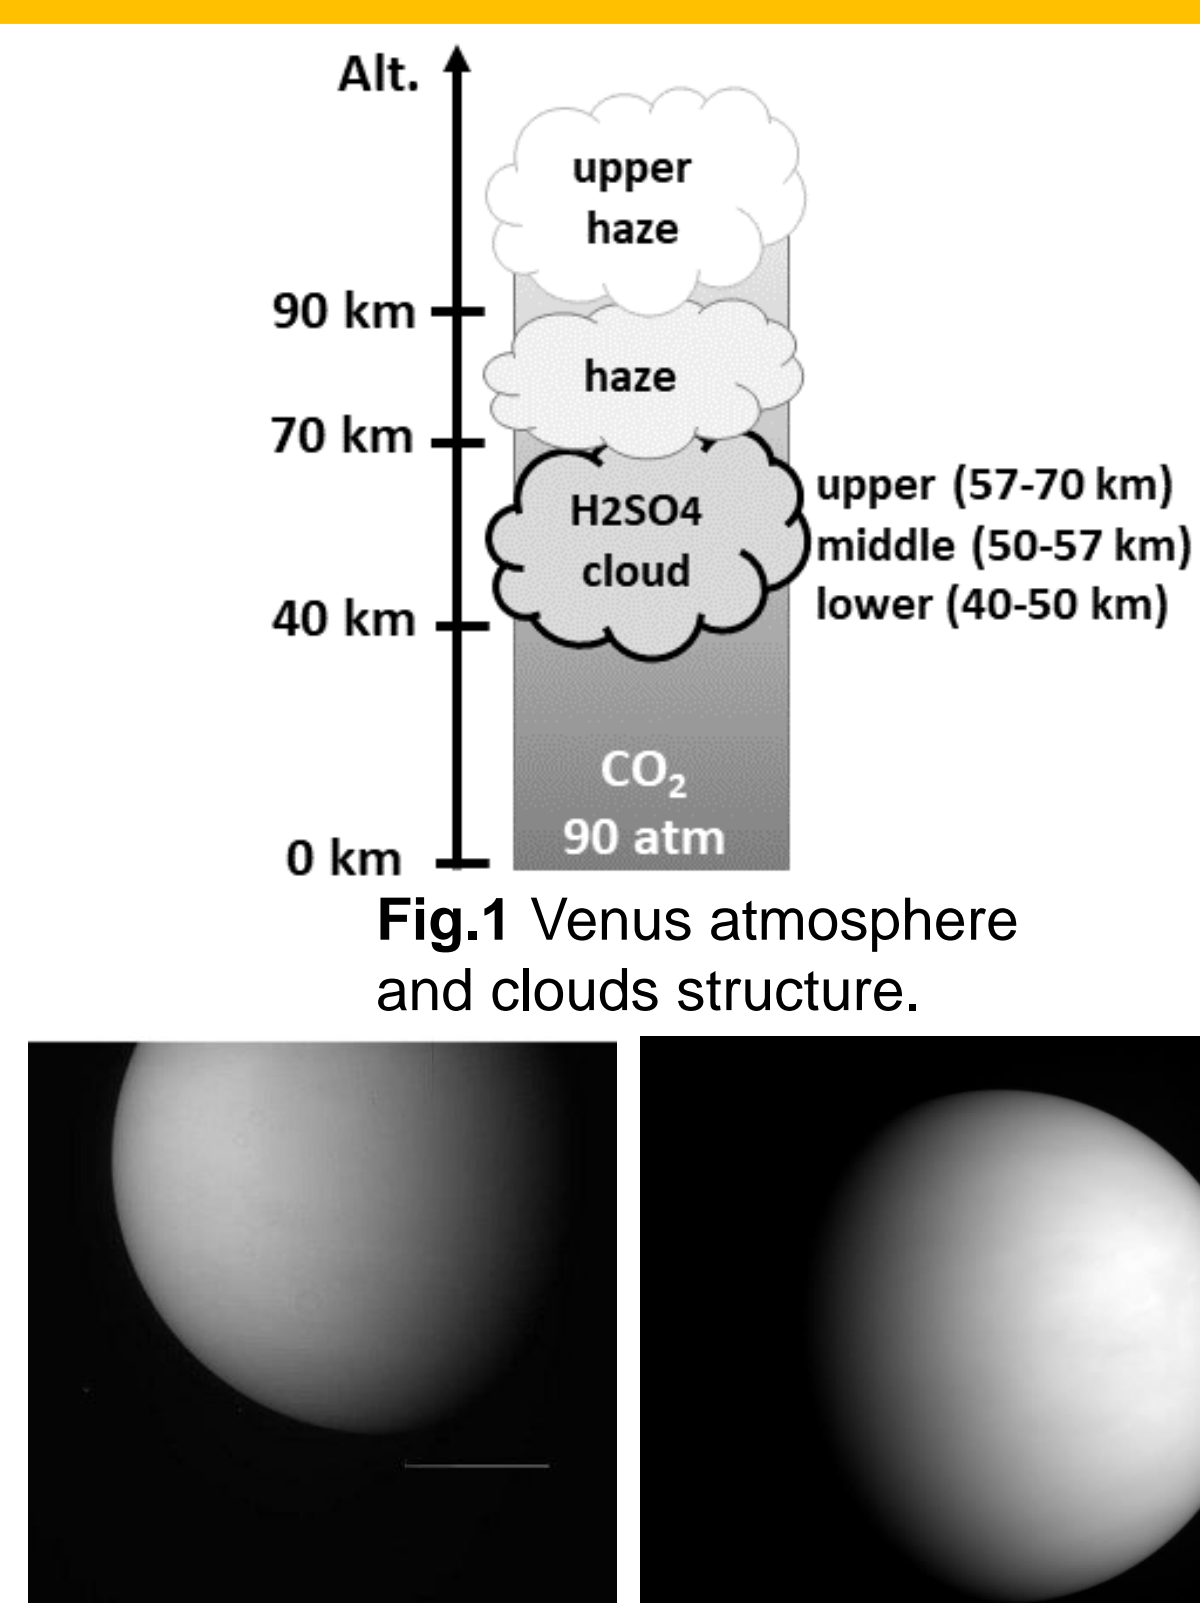 Alt.
upper
haze
90 km
haze
70 km
H2SO4
cloud
upper (57-70 km)
middle (50-57 km)
lower (40-50 km)
40 km
CO₂
90 atm
0 km
Fig.1 Venus atmosphere
and clouds structure.